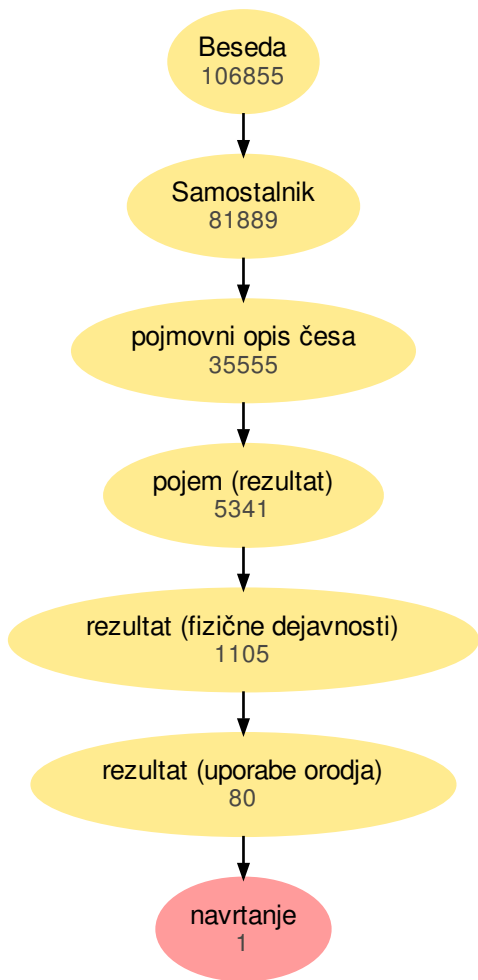 Beseda
106855
Samostalnik
81889
pojmovni opis česa
35555
pojem (rezultat)
5341
rezultat (fizične dejavnosti)
1105
rezultat (uporabe orodja)
80
navrtanje
1